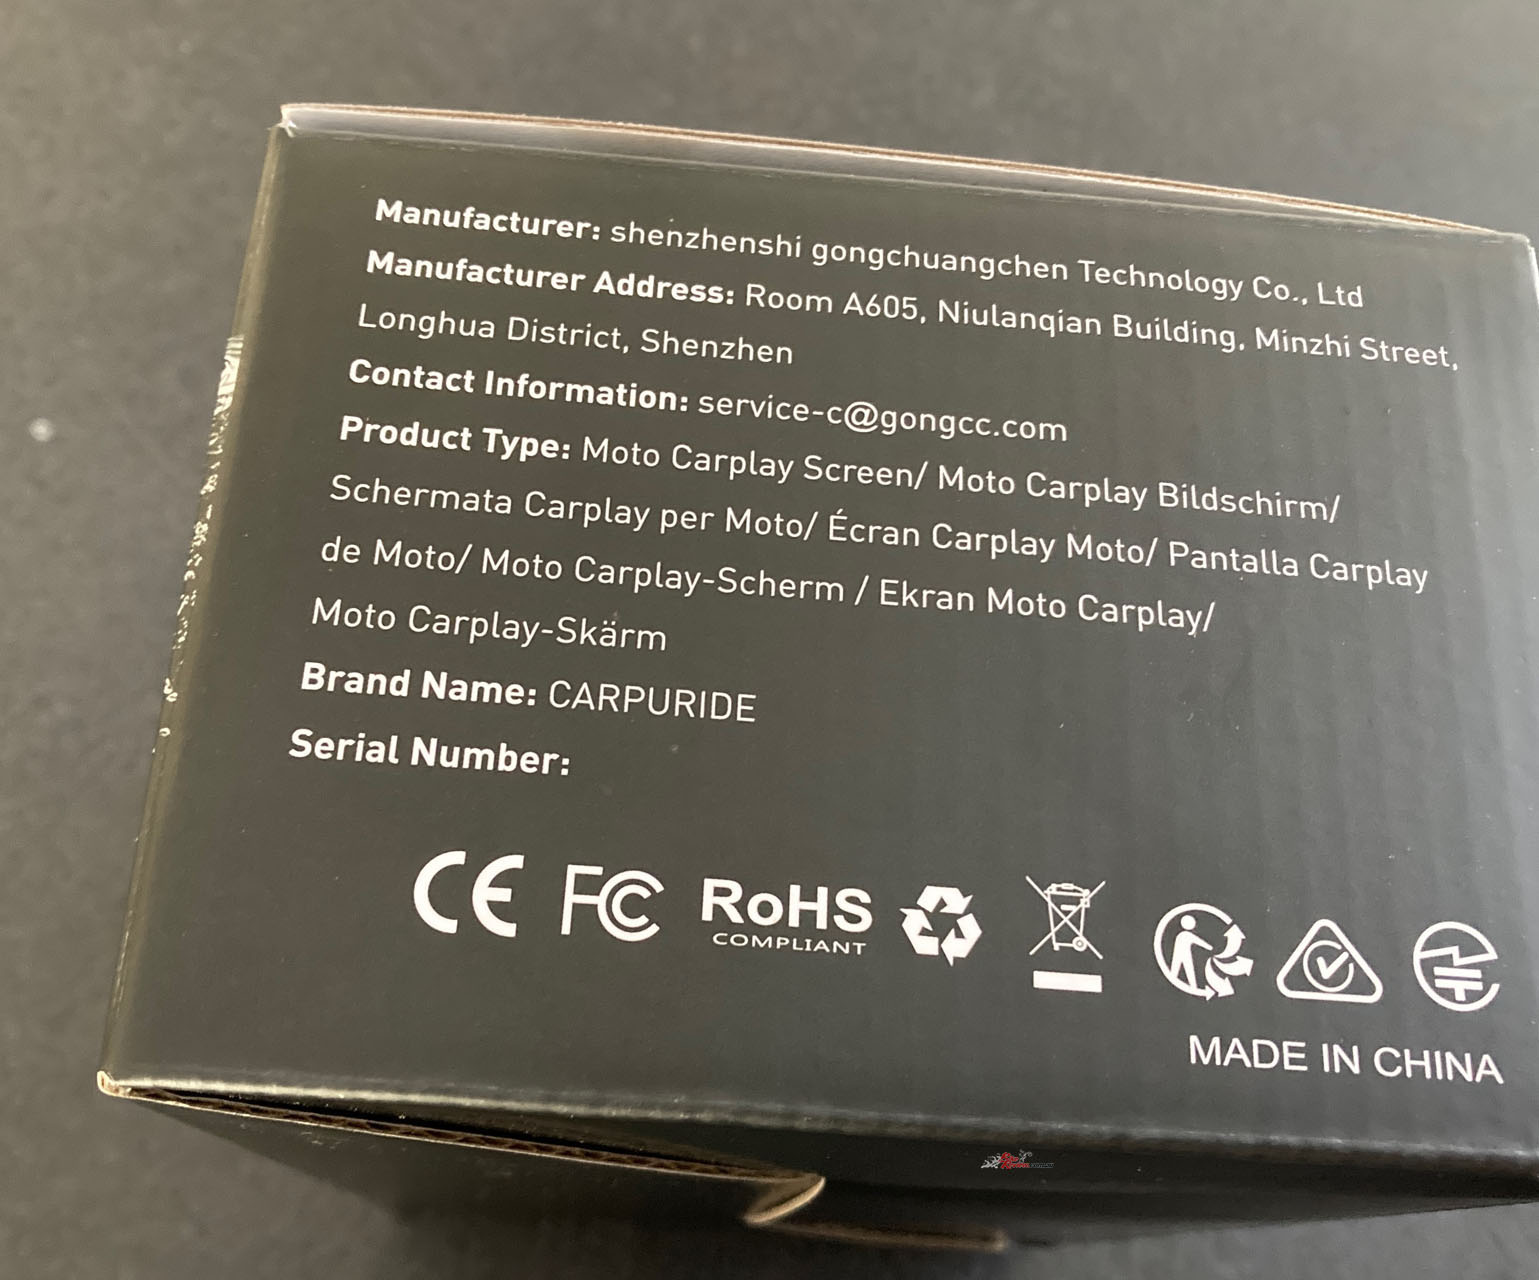 Manufacturer: shenzhenshi gongchuangchen Technology Co., Ltd
Manufacturer Address: Room A605, Niulanqian Building, Minzhi Street,
Longhua District, Shenzhen
Contact Information: service-c@gongcc.com
Product Type: Moto Carplay Screen/ Moto Carplay Bildschirm/
Schermata Carplay per Moto/ Écran Carplay Moto/ Pantalla Carplay
de Moto/ Moto Carplay-Scherm / Ekran Moto Carplay/
Moto Carplay-Skärm
Brand Name: CARPURIDE
Serial Number:
CE FC RoHS
COMPLIANT
MADE IN CHINA